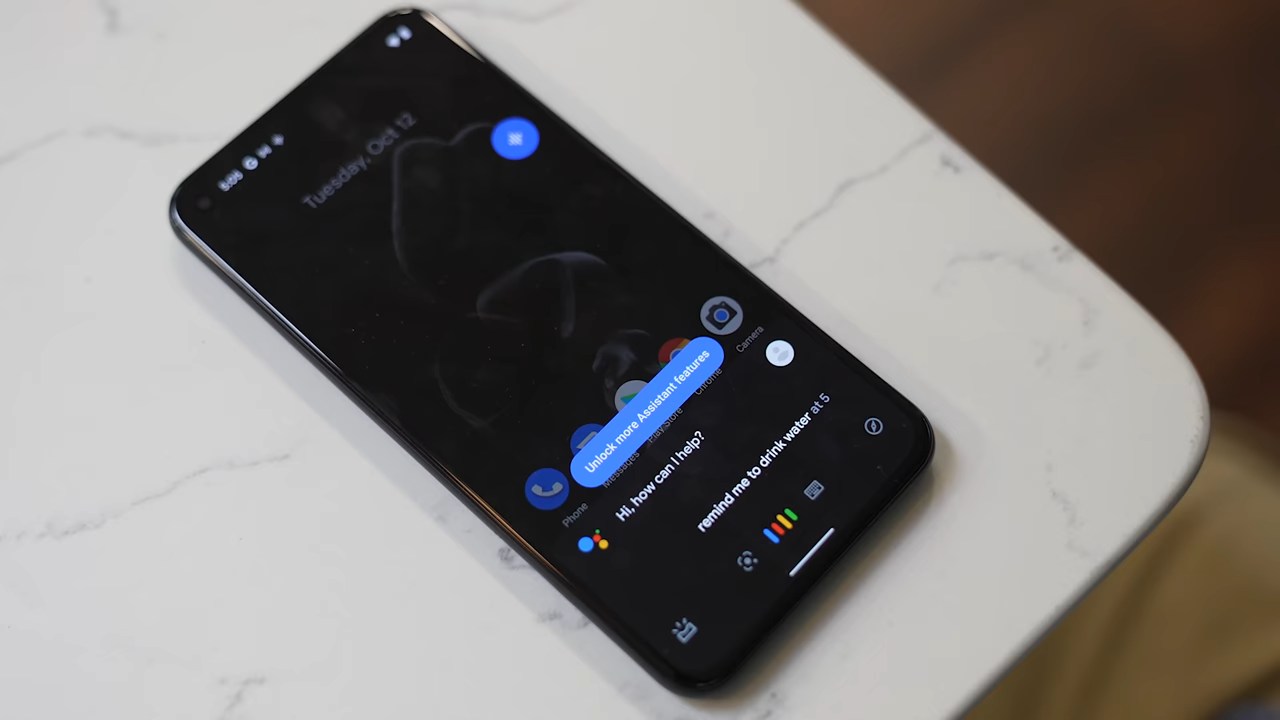 Tuesday, Oct 12
Camera
Chrome
Play Store
Messages
Phone
Unlock more Assistant features
Hi, how can I help?
remind me to drink water at 5